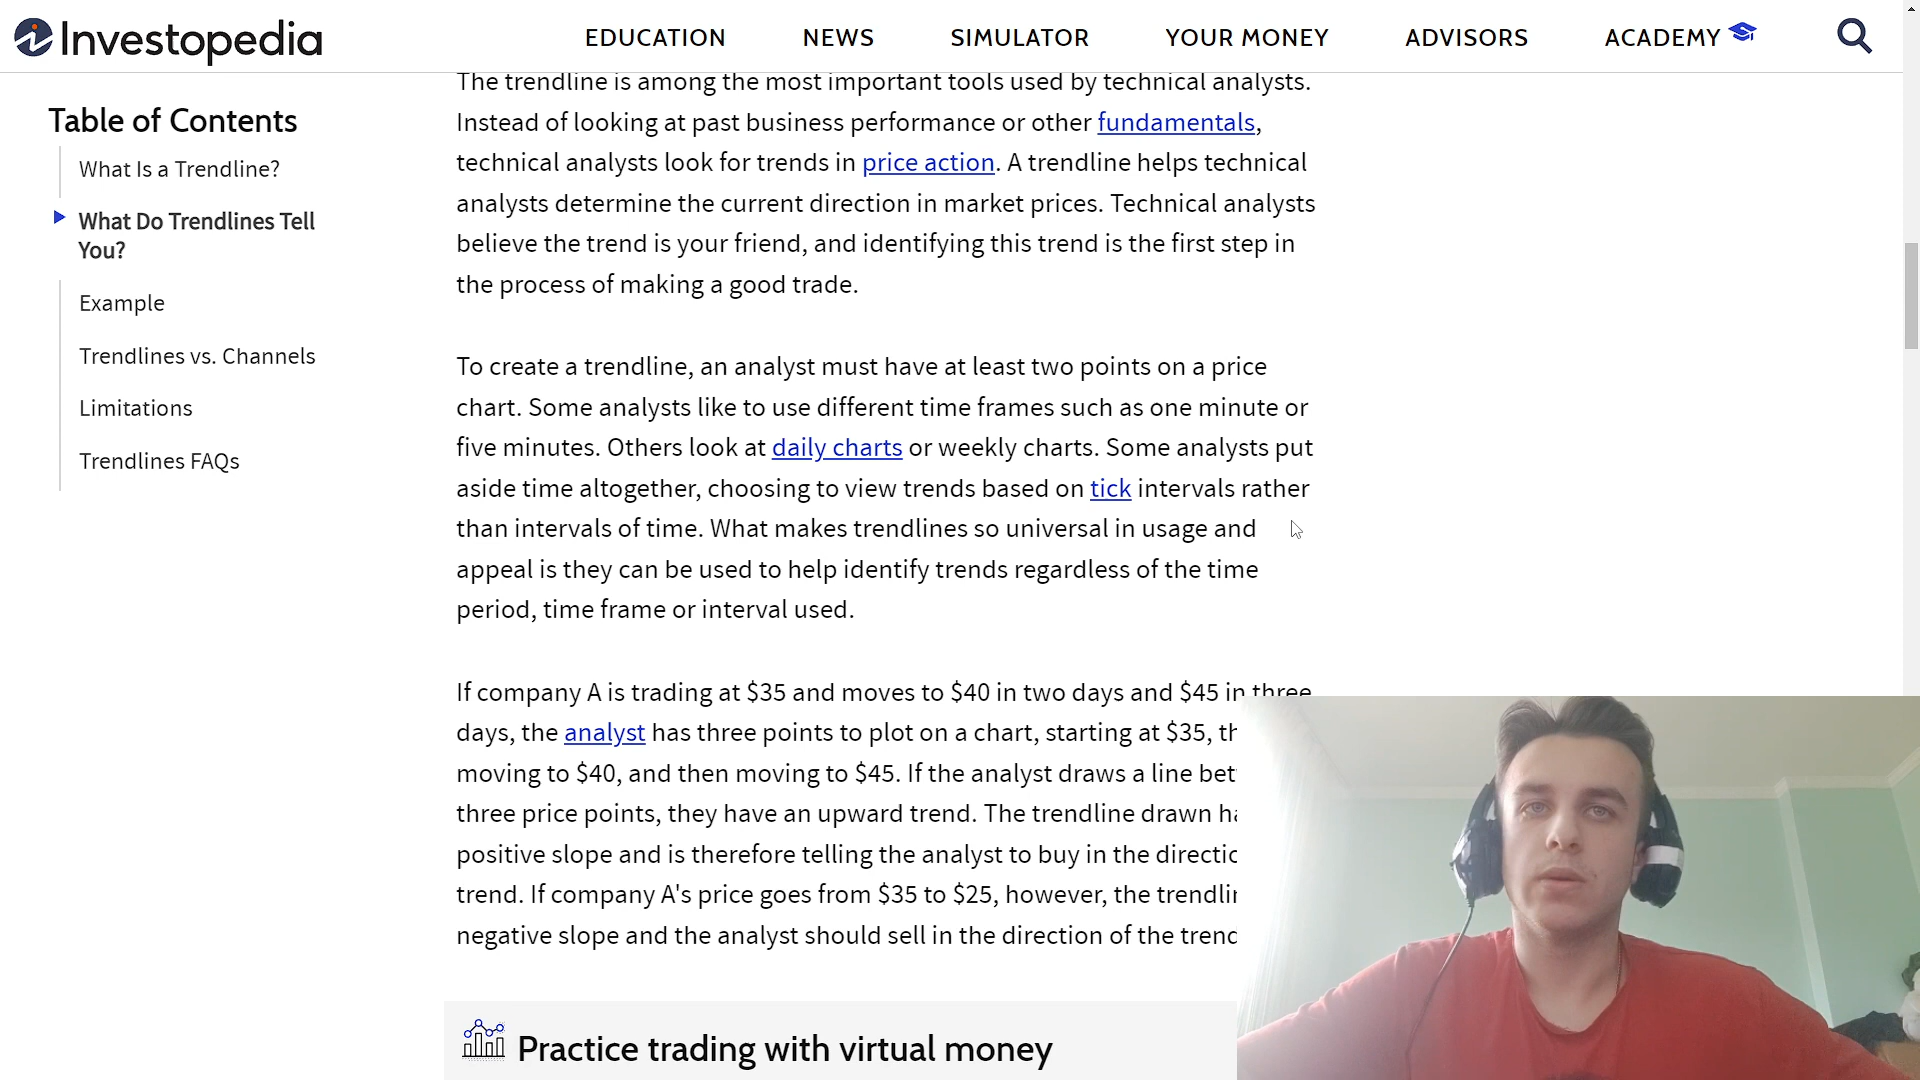 Investopedia
EDUCATION NEWS SIMULATOR YOUR MONEY ADVISORS ACADEMY
Table of Contents
What Is a Trendline?
What Do Trendlines Tell
You?
Example
Trendlines vs. Channels
Limitations
Trendlines FAQs
The trendline is among the most important tools used by technical analysts.
Instead of looking at past business performance or other fundamentals,
technical analysts look for trends in price action. A trendline helps technical
analysts determine the current direction in market prices. Technical analysts
believe the trend is your friend, and identifying this trend is the first step in
the process of making a good trade.
To create a trendline, an analyst must have at least two points on a price
chart. Some analysts like to use different time frames such as one minute or
five minutes. Others look at daily charts or weekly charts. Some analysts put
aside time altogether, choosing to view trends based on tick intervals rather
than intervals of time. What makes trendlines so universal in usage and
appeal is they can be used to help identify trends regardless of the time
period, time frame or interval used.
If company A is trading at $35 and moves to $40 in two days and $45 in three
days, the analyst has three points to plot on a chart, starting at $35,
moving to $40, and then moving to $45. If the analyst draws a line
three price points, they have an upward trend. The trendline drawn
positive slope and is therefore telling the analyst to buy in the
trend. If company A's price goes from $35 to $25, however, the
negative slope and the analyst should sell in the direction of the
Practice trading with virtual money